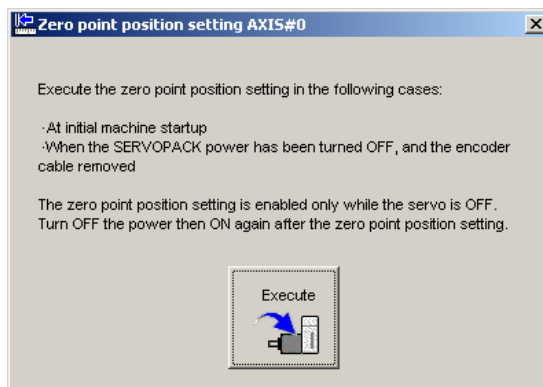 Zero point position setting AXIS#0
Execute the zero point position setting in the following cases:
·At initial machine startup
·When the SERVOPACK power has been turned OFF, and the encoder
cable removed
The zero point position setting is enabled only while the servo is OFF.
Turn OFF the power then ON again after the zero point position setting.
Execute